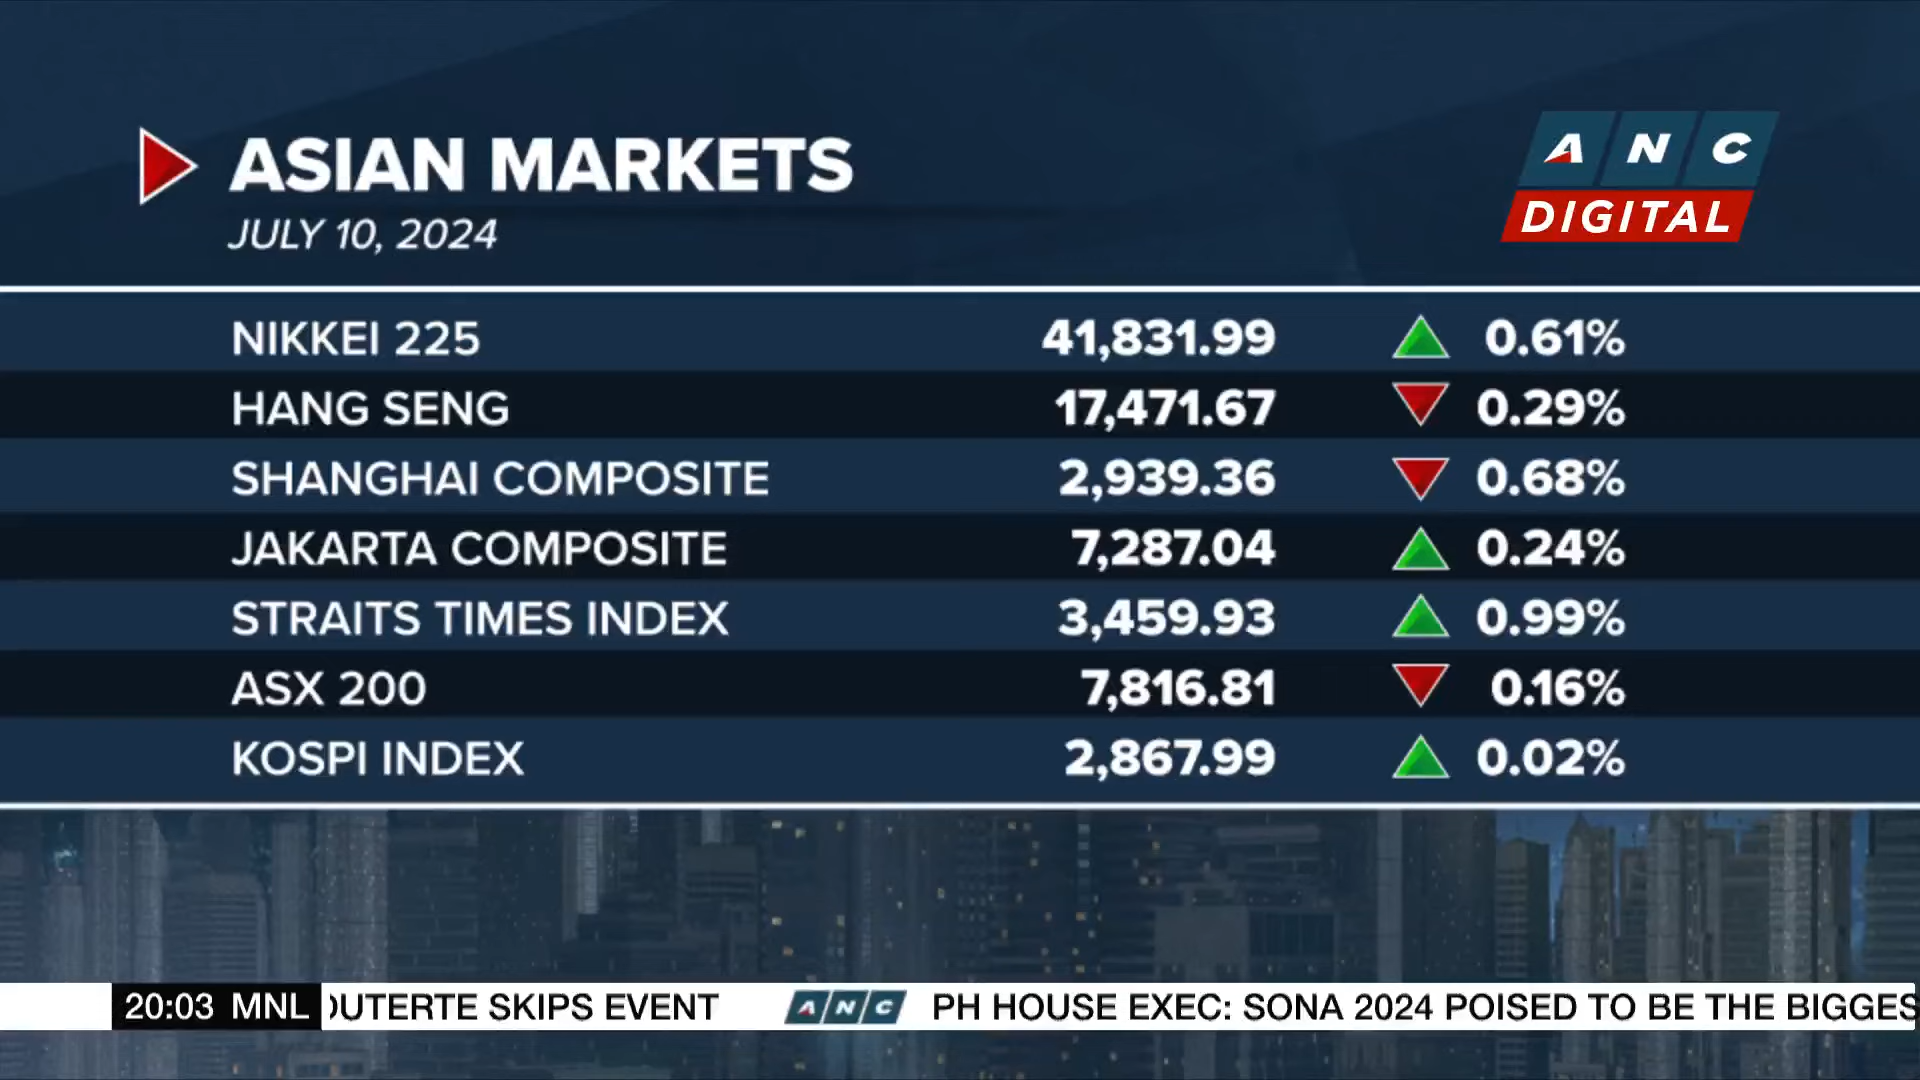 ASIAN MARKETS
JULY 10, 2024
ANC
DIGITAL
NIKKEI 225 41,831.99 0.61%
HANG SENG 17,471.67 0.29%
SHANGHAI COMPOSITE 2,939.36 0.68%
JAKARTA COMPOSITE 7,287.04 0.24%
STRAITS TIMES INDEX 3,459.93 0.99%
ASX 200 7,816.81 0.16%
KOSPI INDEX 2,867.99 0.02%
20:03 MNL SKIPS EVENT ANC PH HOUSE EXEC: SONA 2024 POISED TO BE THE